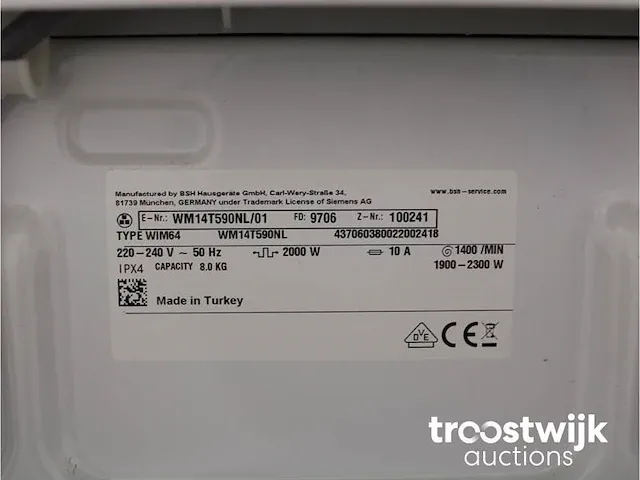 Manufactured by BSH Hausgeräte GmbH, Carl-Wery-Straße 34,
81739 München, GERMANY under Trademark License of Siemens AG
www.bsh-service.com
E-Nr.: WM14T590NL/01 FD: 9706 Z-Nr.: 100241
TYPE WIM64 WM14T590NL 437060380022002418
220-240 V ~ 50 Hz 2000 W 10 A 1400 /MIN
IPX4 CAPACITY 8.0 KG 1900-2300 W
Made in Turkey
DVE CE
troostwijk
auctions